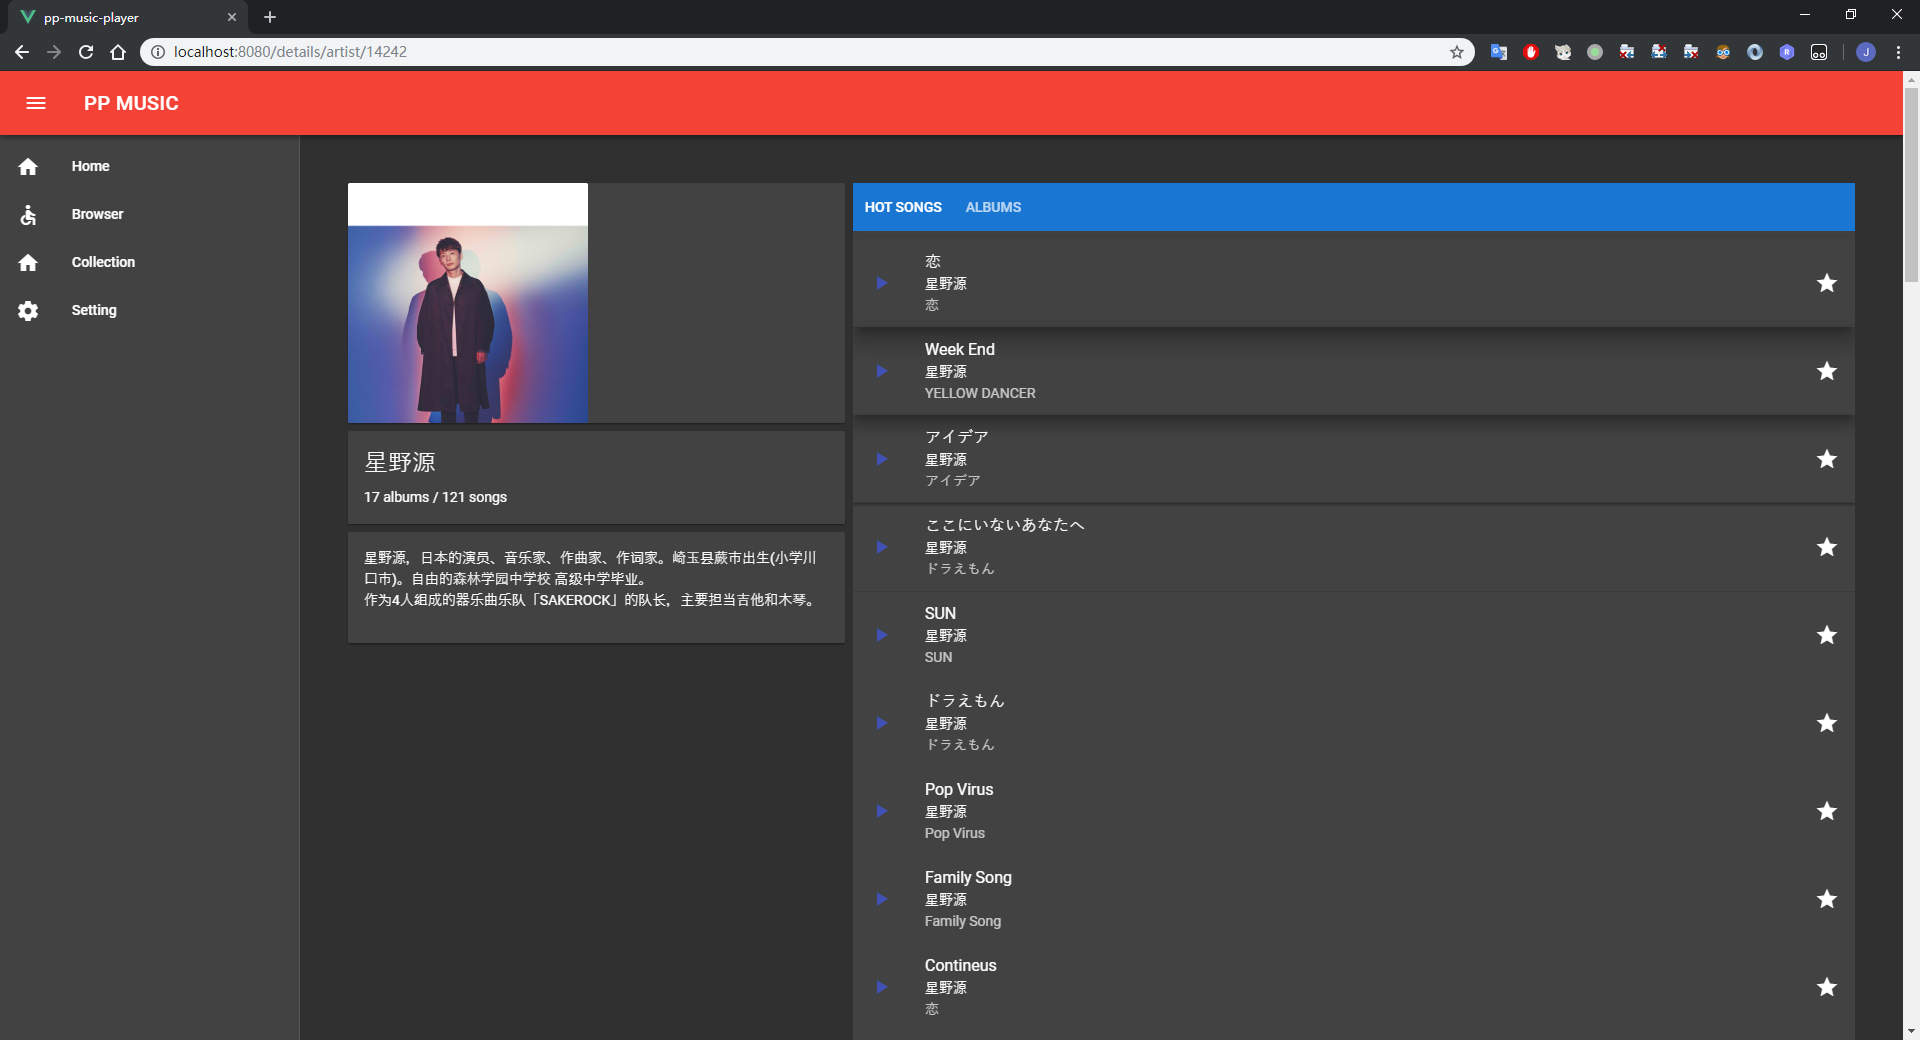 pp-music-player
localhost:8080/details/artist/14242
J
PP MUSIC
Home
Browser
Collection
Setting
星野源
17 albums / 121 songs
星野源，日本的演员、音乐家、作曲家、作词家。崎玉县蕨市出生(小学川
口市)。自由的森林学园中学校 高级中学毕业。
作为4人组成的器乐曲乐队「SAKEROCK」的队长，主要担当吉他和木琴。
HOT SONGS
ALBUMS
恋
星野源
恋
Week End
星野源
YELLOW DANCER
アイデア
星野源
アイデア
ここにいないあなたへ
星野源
ドラえもん
SUN
星野源
SUN
ドラえもん
星野源
ドラえもん
Pop Virus
星野源
Pop Virus
Family Song
星野源
Family Song
Contineus
星野源
恋